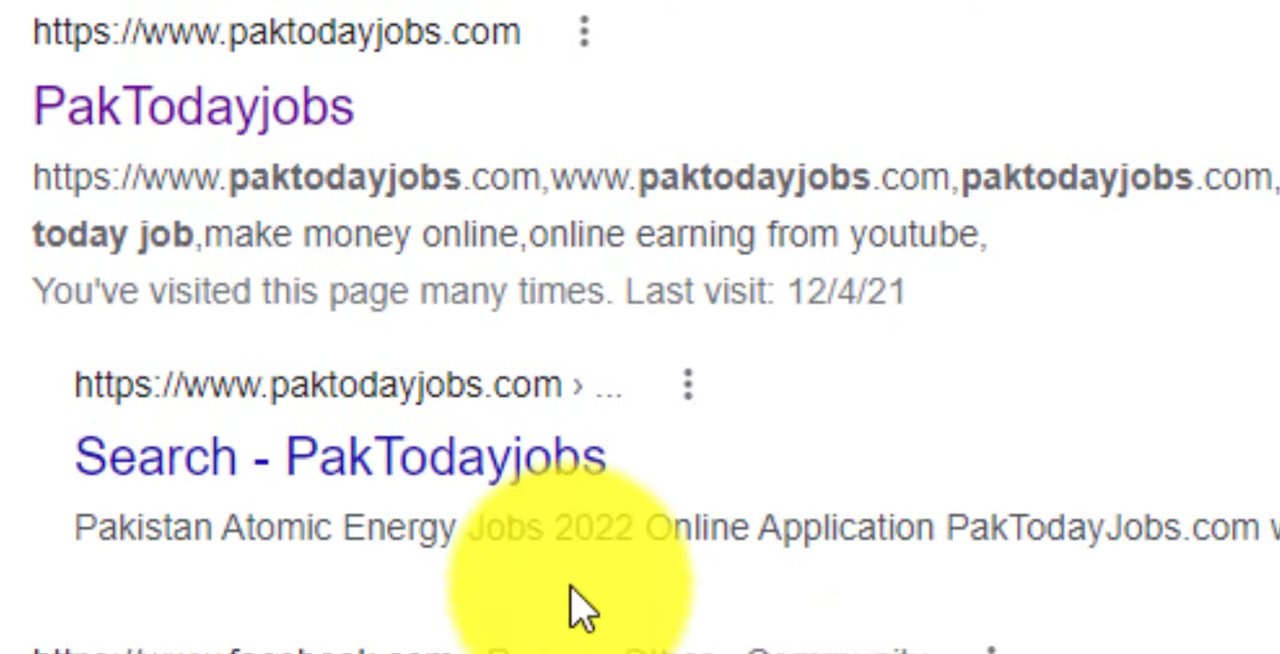 https://www.paktodayjobs.com
PakTodayjobs
https://www.paktodayjobs.com,www.paktodayjobs.com,paktodayjobs.com,
today job,make money online,online earning from youtube,
You've visited this page many times. Last visit: 12/4/21
https://www.paktodayjobs.com › ...
Search - PakTodayjobs
Pakistan Atomic Energy Jobs 2022 Online Application PakTodayJobs.com